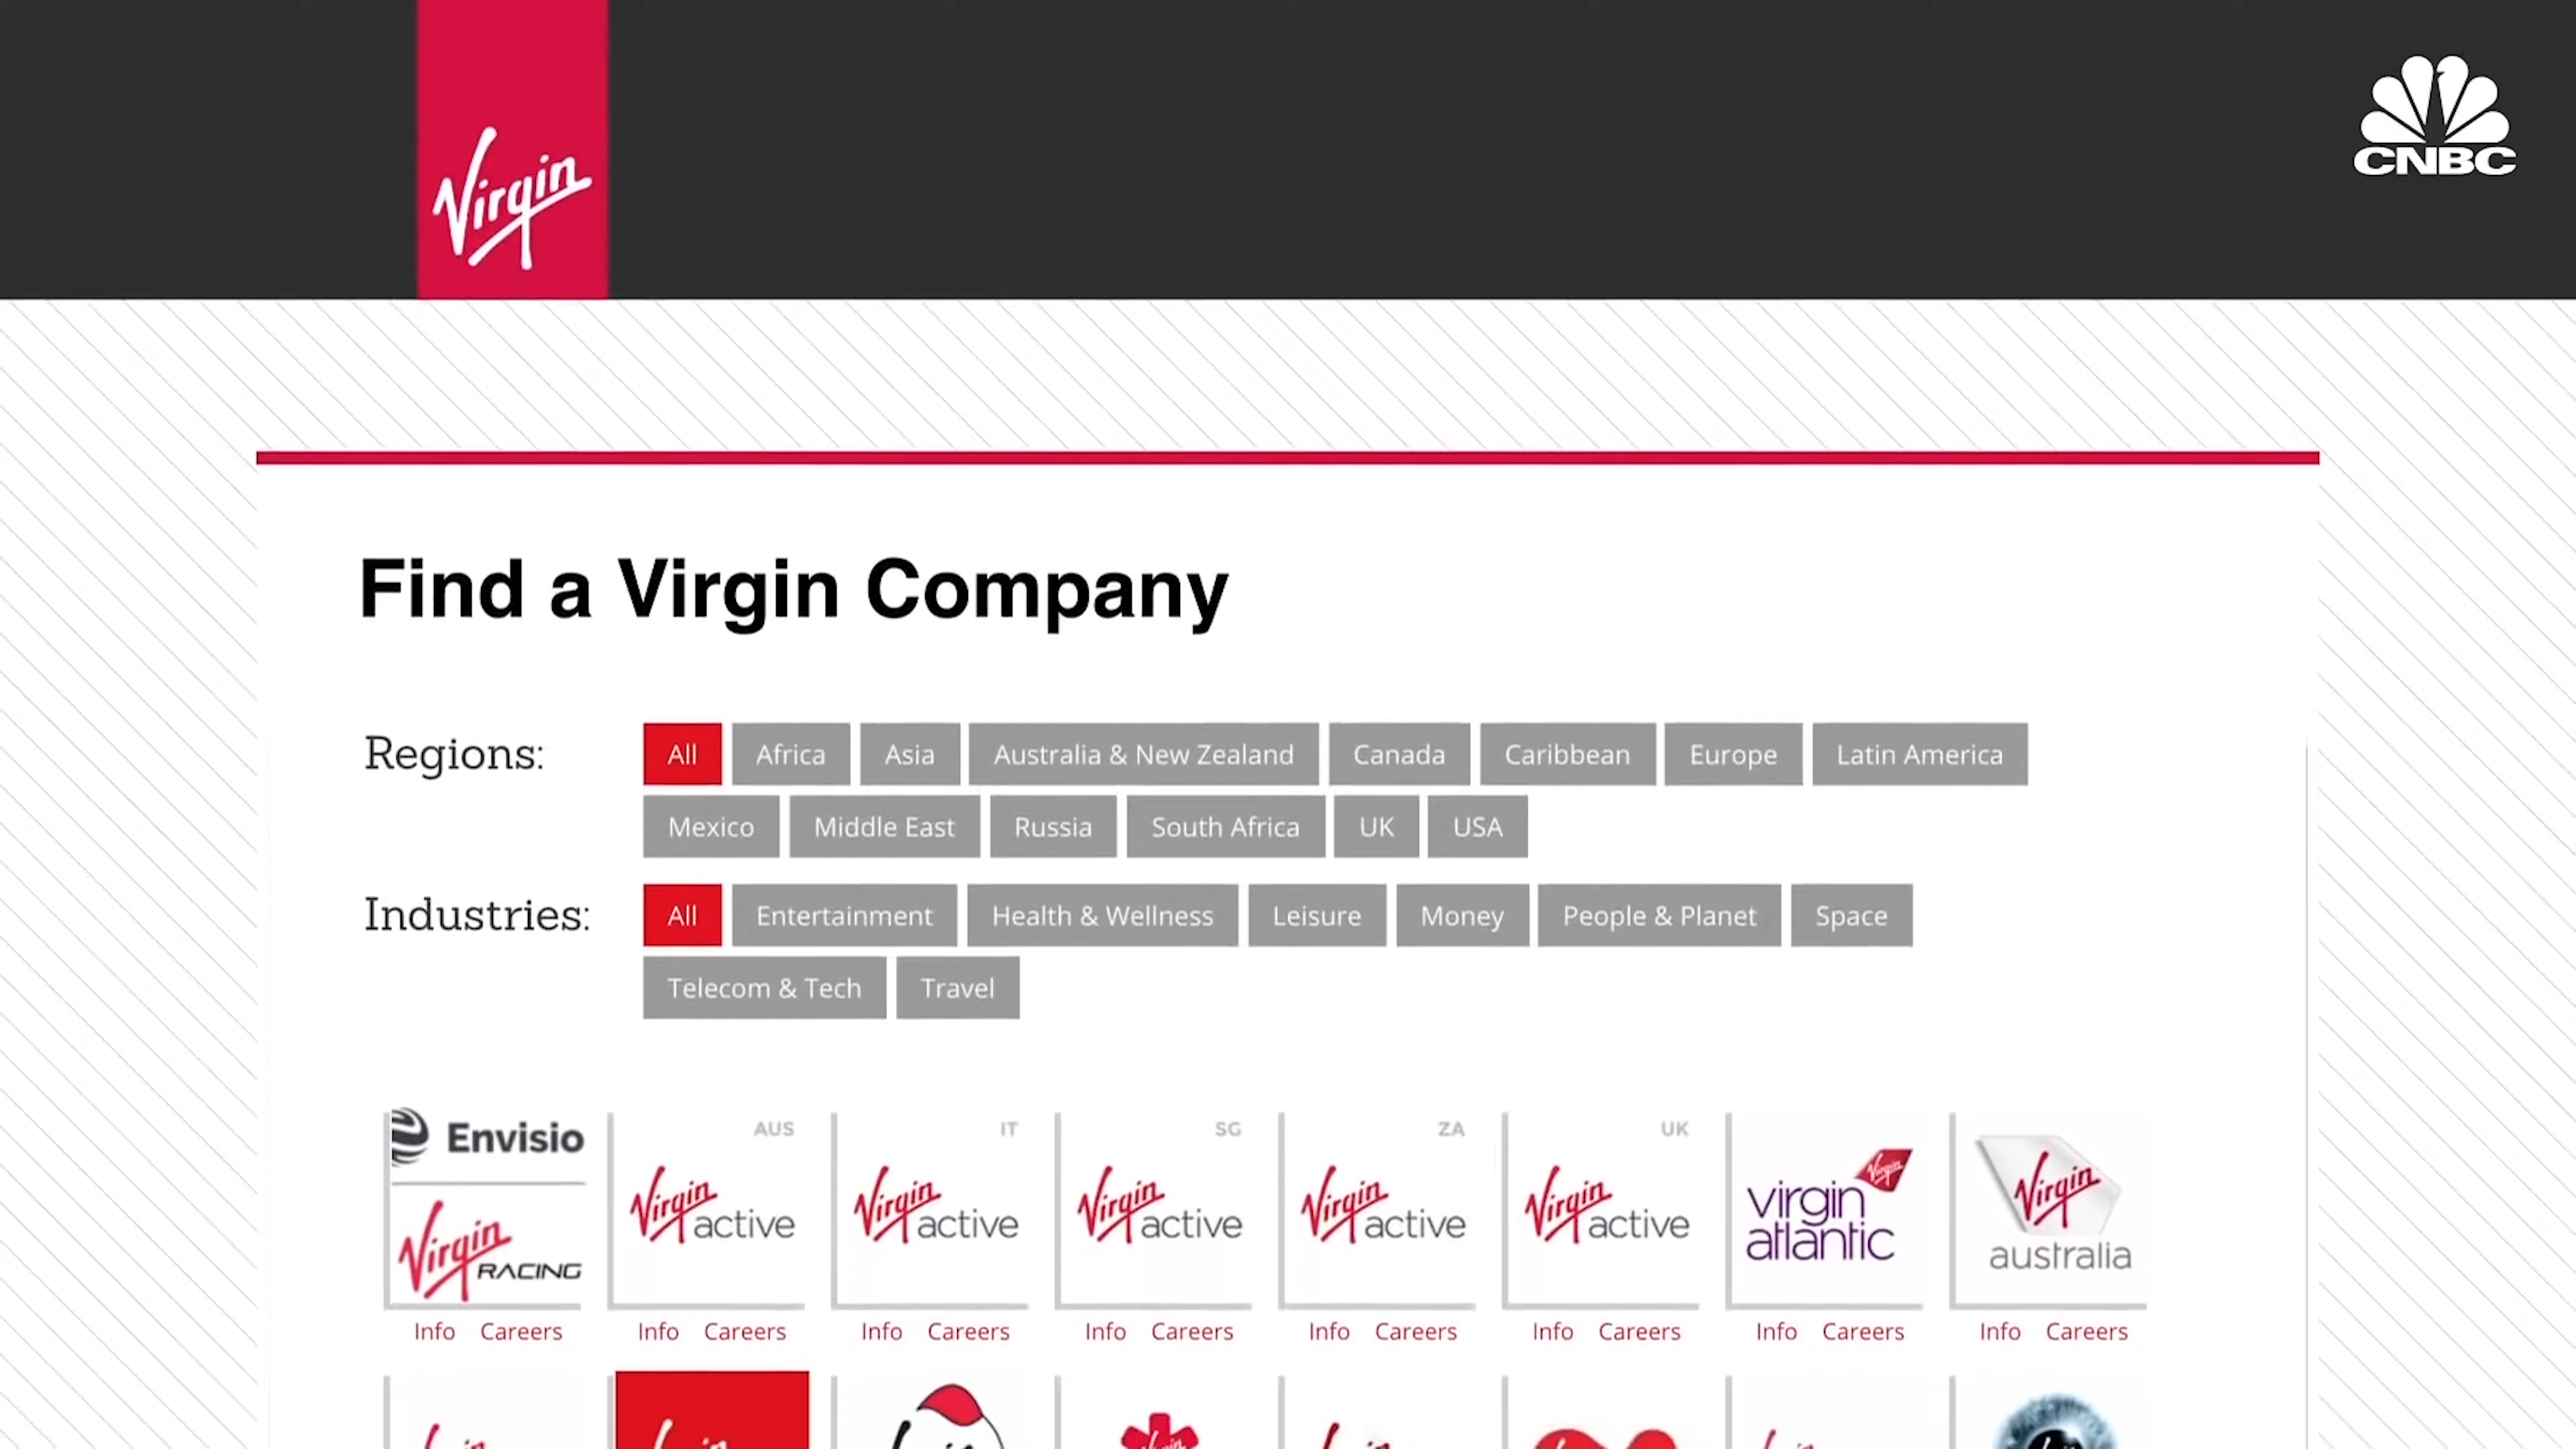 Virgin
CNBC
Find a Virgin Company
Regions:
All Africa Asia Australia & New Zealand Canada Caribbean Europe Latin America
Mexico Middle East Russia South Africa UK USA
Industries:
All Entertainment Health & Wellness Leisure Money People & Planet Space
Telecom & Tech Travel
Envisio
Virgin RACING
AUS
Virgin active
IT
Virgin active
SG
Virgin active
ZA
Virgin active
UK
Virgin active
Virgin
virgin
atlantic
Virgin
australia
Info Careers Info Careers Info Careers Info Careers Info Careers Info Careers Info Careers Info Careers